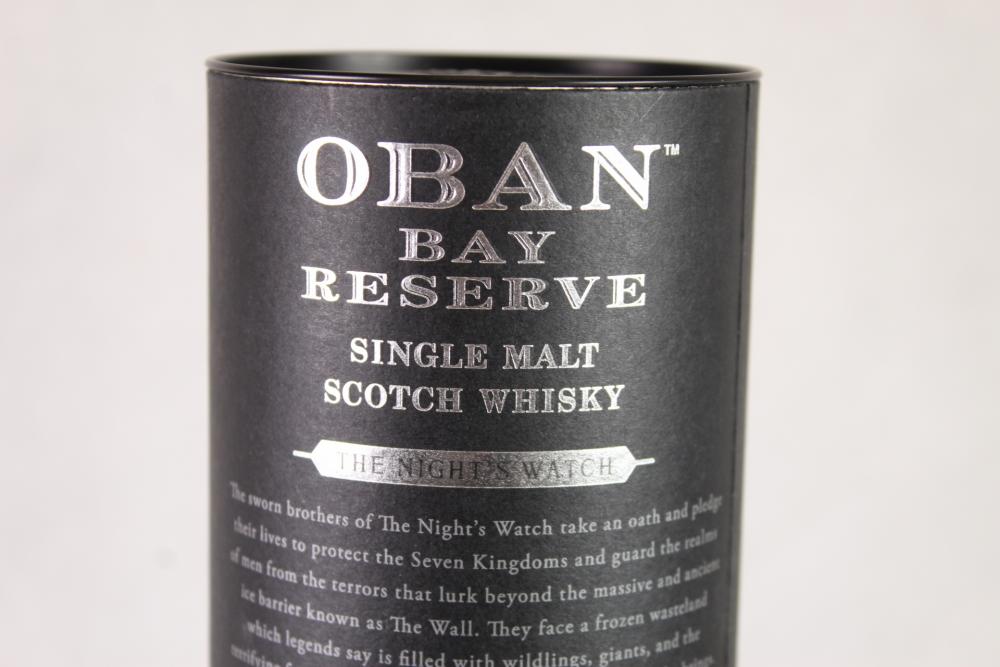 OBAN™
BAY
RESERVE
SINGLE MALT
SCOTCH WHISKY
THE NIGHT'S WATCH
The sworn brothers of The Night's Watch take an oath and pledge
their lives to protect the Seven Kingdoms and guard the realms
of men from the terrors that lurk beyond the massive and ancient
ice barrier known as The Wall. They face a frozen wasteland
which legends say is filled with wildlings, giants, and the